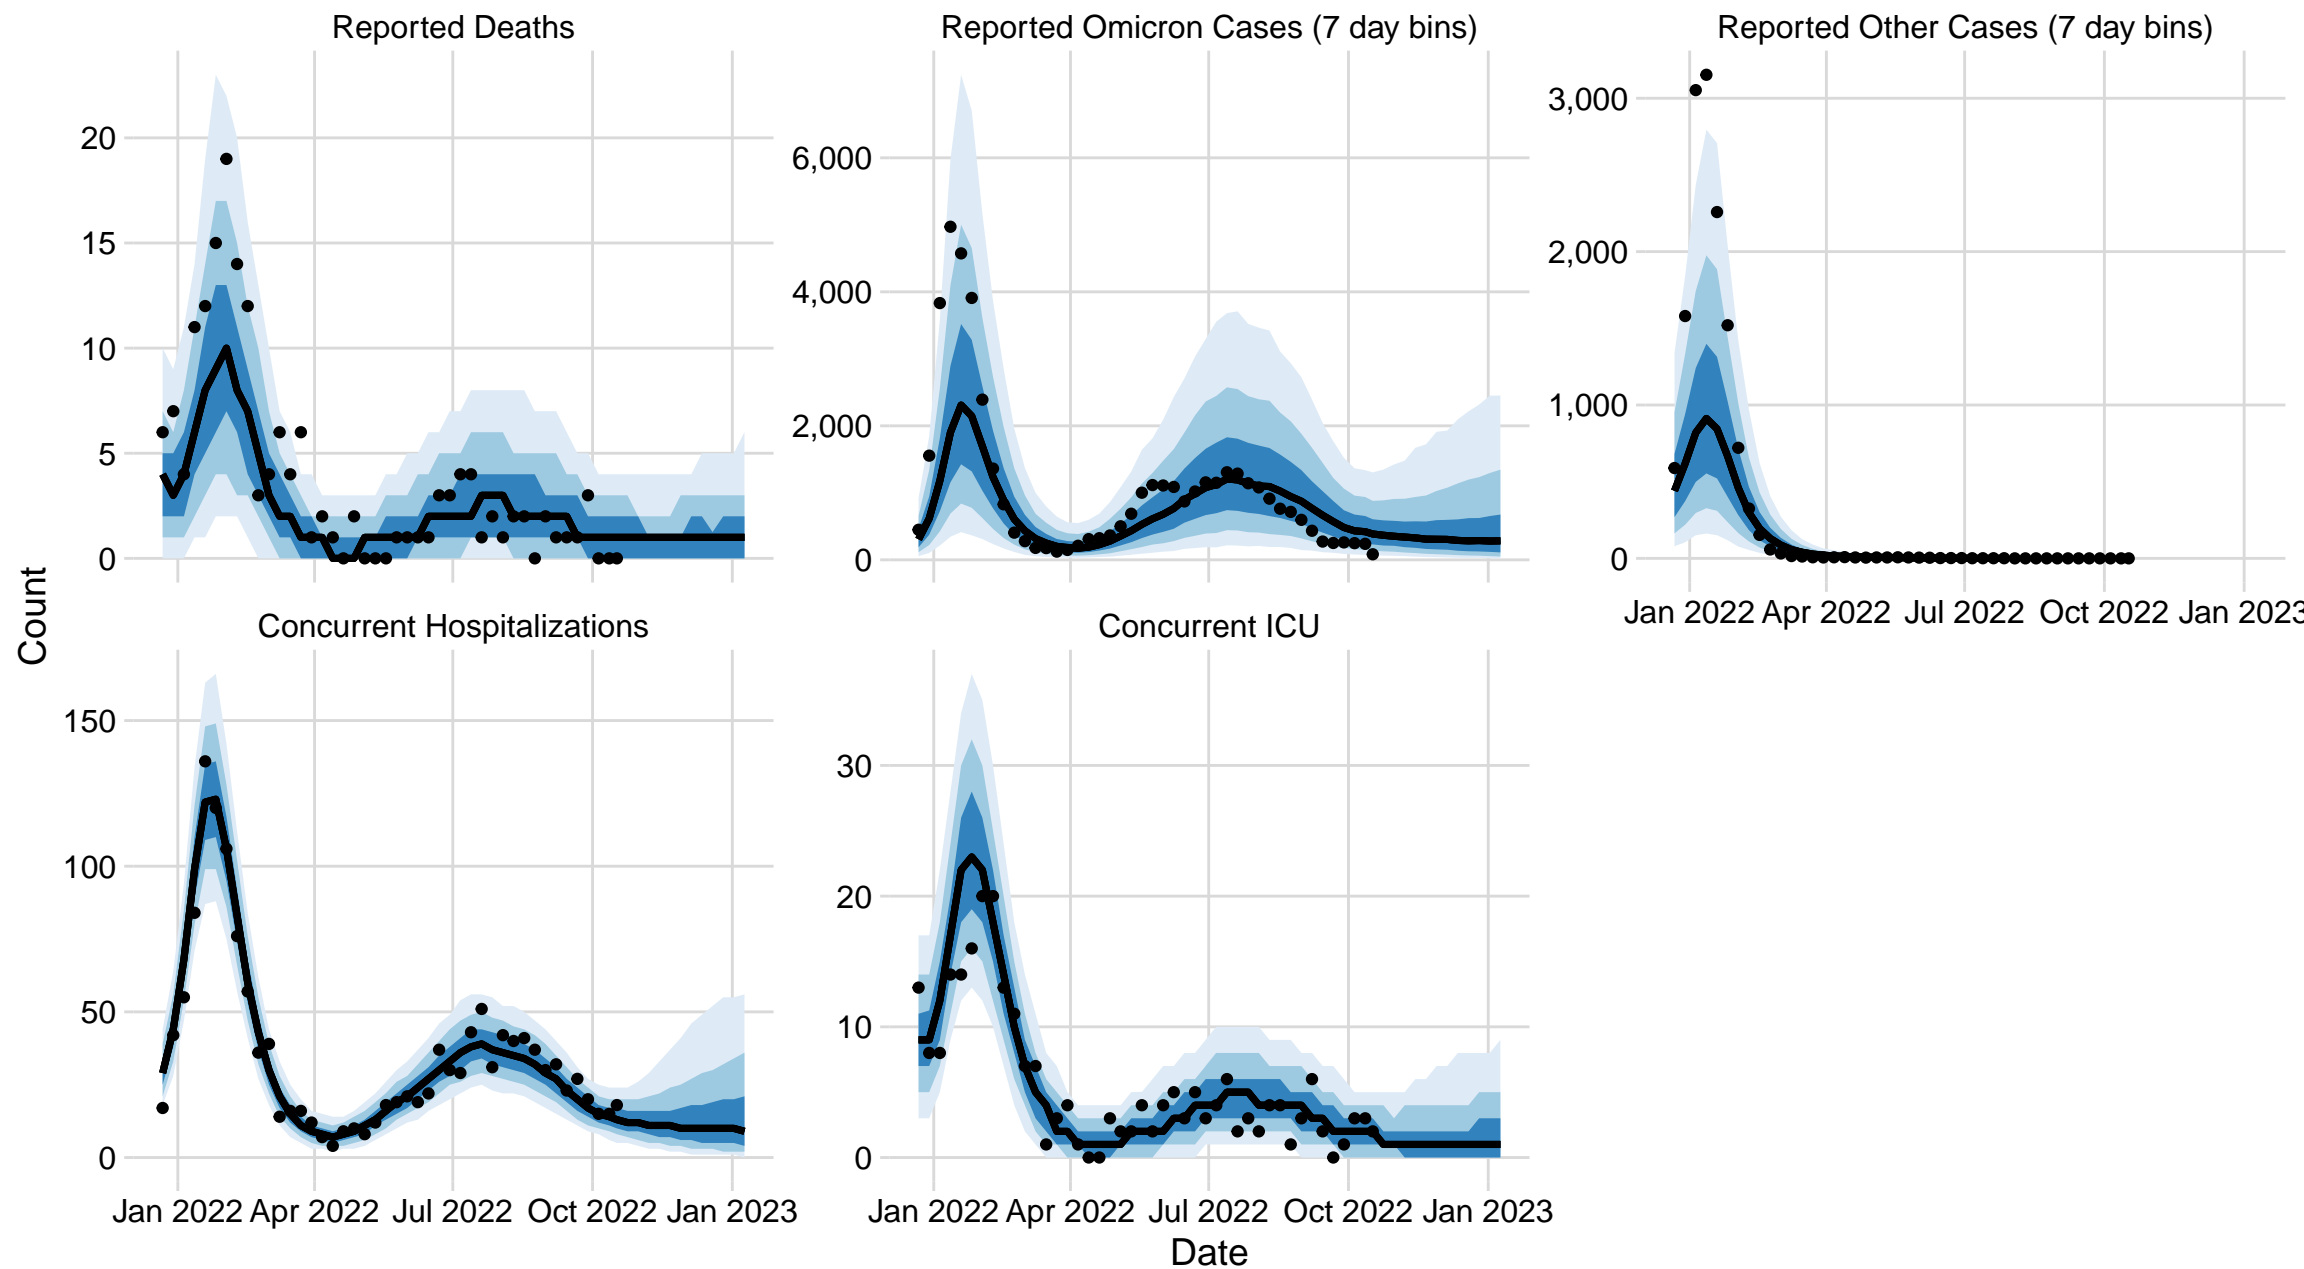 Reported Deaths
Reported Omicron Cases (7 day bins)
Reported Other Cases (7 day bins)
20
15
10
5
0
6,000
4,000
2,000
0
3,000
2,000
1,000
0
Jan 2022 Apr 2022 Jul 2022 Oct 2022 Jan 2023
Count
Concurrent Hospitalizations
Concurrent ICU
150
100
50
0
30
20
10
0
Jan 2022 Apr 2022 Jul 2022 Oct 2022 Jan 2023
Jan 2022 Apr 2022 Jul 2022 Oct 2022 Jan 2023
Date